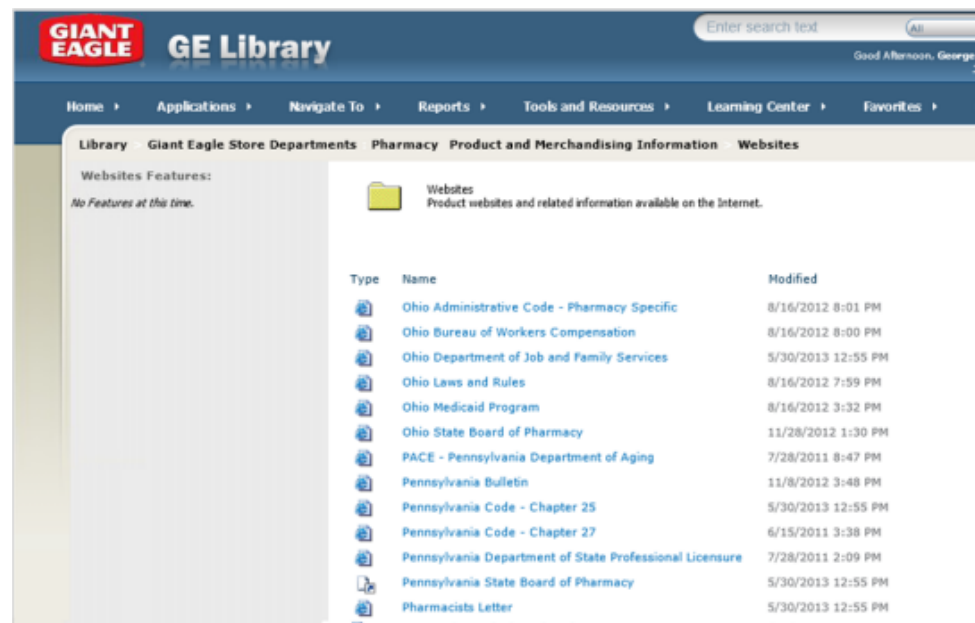 GIANT
EAGLE
GE Library
Enter search text
All
Good Afternoon, George
Home Applications Navigate To Reports Tools and Resources Learning Center Favorites
Library Giant Eagle Store Departments Pharmacy Product and Merchandising Information Websites
Websites Features:
No Features at this time.
Websites
Product websites and related information available on the Internet.
Type Name Modified
Ohio Administrative Code - Pharmacy Specific 8/16/2012 8:01 PM
Ohio Bureau of Workers Compensation 8/16/2012 8:00 PM
Ohio Department of Job and Family Services 5/30/2013 12:55 PM
Ohio Laws and Rules 8/16/2012 7:59 PM
Ohio Medicaid Program 8/16/2012 3:32 PM
Ohio State Board of Pharmacy 11/28/2012 1:30 PM
PACE - Pennsylvania Department of Aging 7/28/2011 8:47 PM
Pennsylvania Bulletin 11/8/2012 3:48 PM
Pennsylvania Code - Chapter 25 5/30/2013 12:55 PM
Pennsylvania Code - Chapter 27 6/15/2011 3:38 PM
Pennsylvania Department of State Professional Licensure 7/28/2011 2:09 PM
Pennsylvania State Board of Pharmacy 5/30/2013 12:55 PM
Pharmacists Letter 5/30/2013 12:55 PM